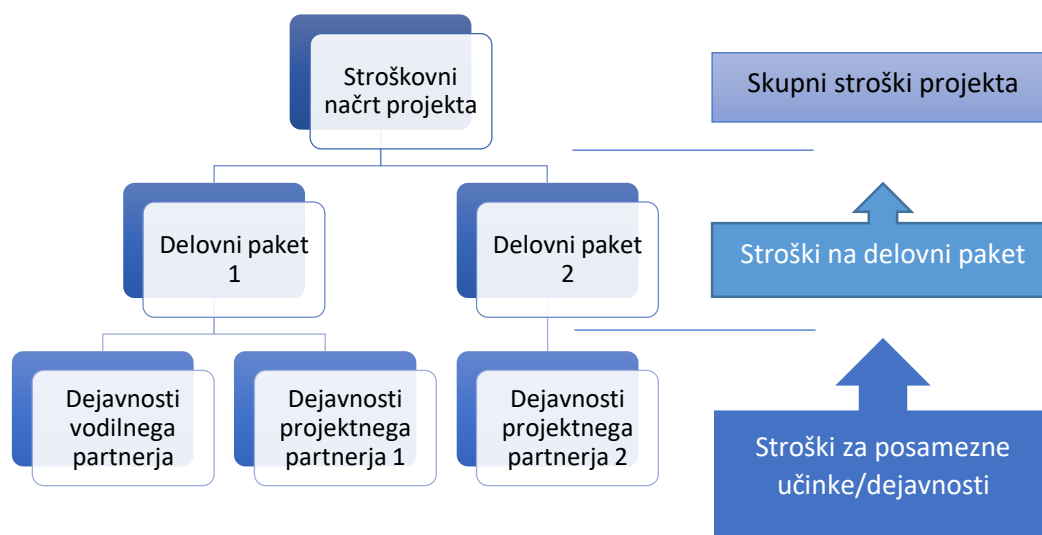 Stroškovni
načrt projekta
Skupni stroški projekta
Delovni paket
1
Delovni paket
2
Stroški na delovni paket
Dejavnosti
vodilnega
partnerja
Dejavnosti
projektnega
partnerja 1
Dejavnosti
projektnega
partnerja 2
Stroški za posamezne
učinke/dejavnosti